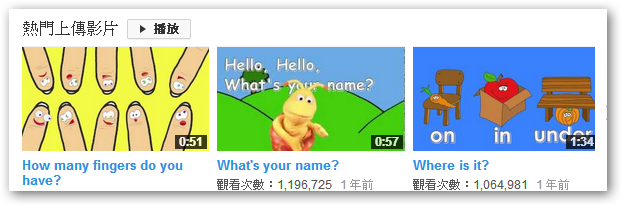 熱門上傳影片 播放
Hello, Hello,
What's your name?
on in under
0:51 0:57 1:34
How many fingers do you have?
What's your name?
觀看次數：1,196,725 1 年前
Where is it?
觀看次數：1,064,981 1 年前